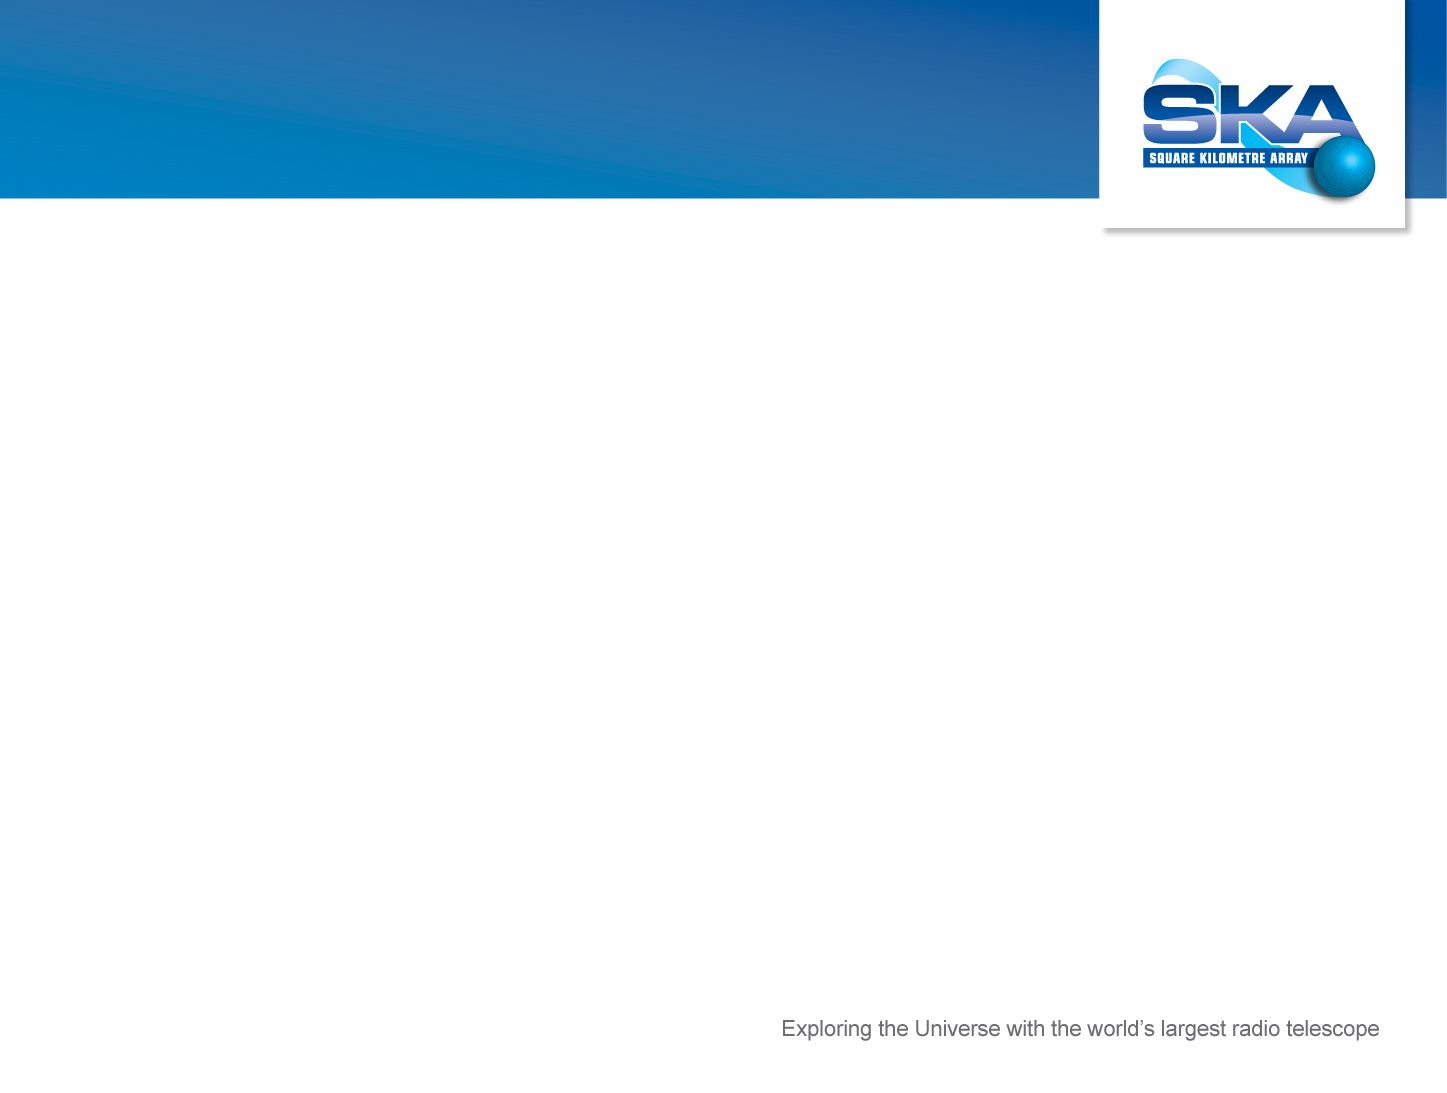 SKA
SQUARE KILOMETRE ARRAY
Exploring the Universe with the world’s largest radio telescope